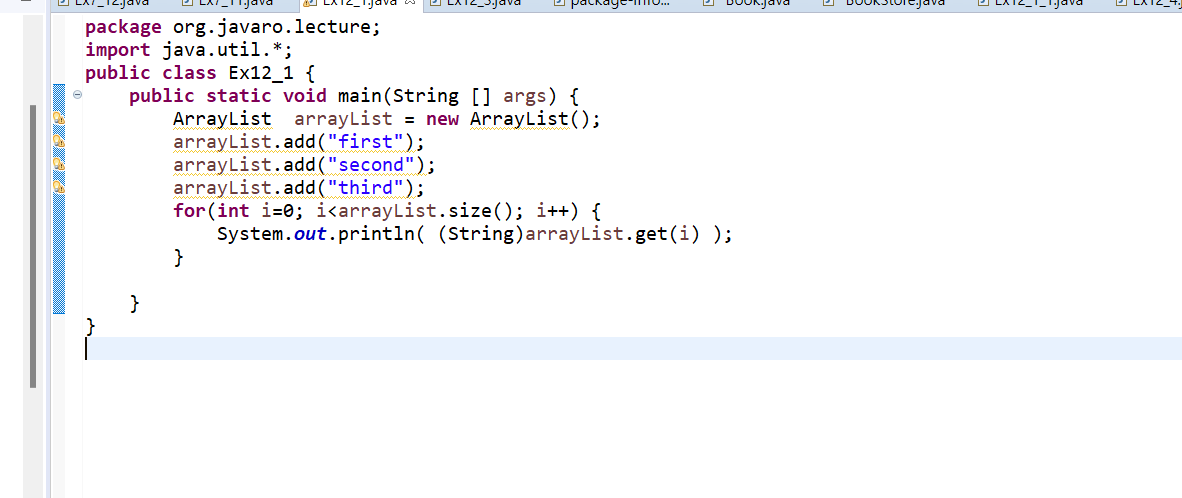 Ex7_12.java Ex7_11.java Ex12_1.java Ex12_3.java package-info... Book.java BookStore.java Ex12_1_1.java Ex12_4.j
package org.javaro.lecture;
import java.util.*;
public class Ex12_1 {
public static void main(String [] args) {
ArrayList  arrayList = new ArrayList();
arrayList.add("first");
arrayList.add("second");
arrayList.add("third");
for(int i=0; i<arrayList.size(); i++) {
System.out.println( (String)arrayList.get(i) );
}
}
}